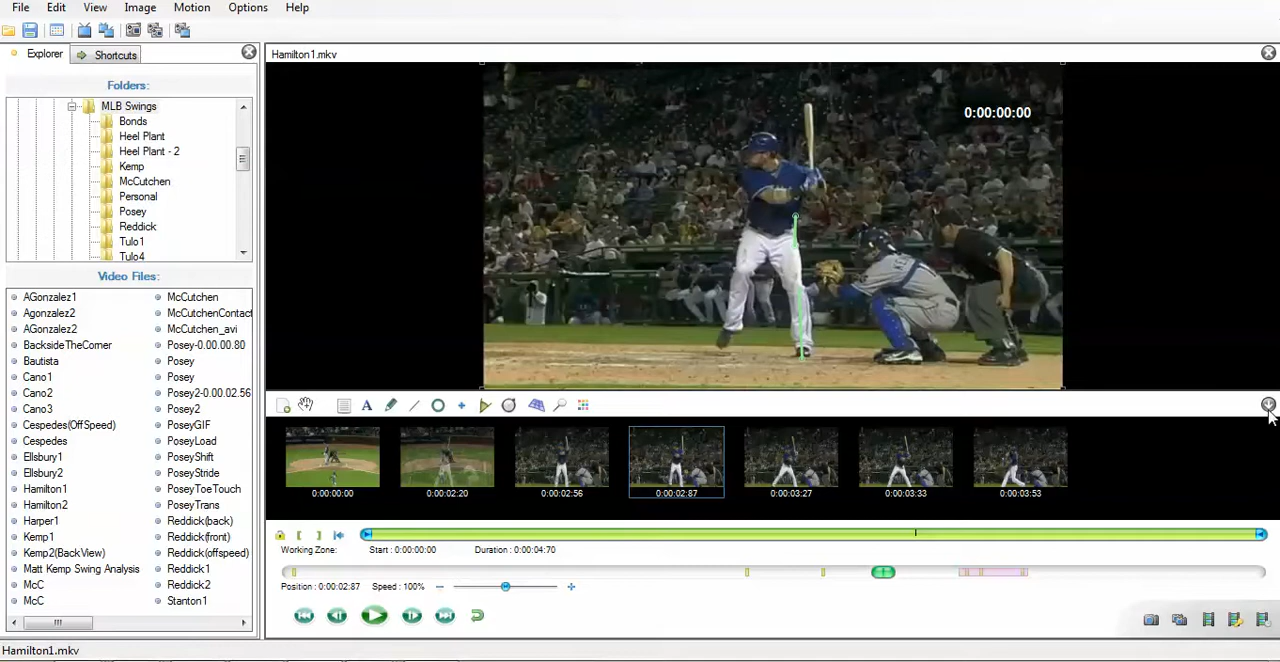 File Edit View Image Motion Options Help
Explorer Shortcuts
Folders:
MLB Swings
Bonds
Heel Plant
Heel Plant - 2
Kemp
McCutchen
Personal
Posey
Reddick
Tulo1
Tulo4
Video Files:
AGonzalez1
AGonzalez2
AGonzalez2
BacksideTheCorner
Bautista
Cano1
Cano2
Cano3
Cespedes(OffSpeed)
Cespedes
Ellsbury1
Ellsbury2
Hamilton1
Hamilton2
Harper1
Kemp1
Kemp2(BackView)
Matt Kemp Swing Analysis
McC
McC
McCutchen
McCutchenContact
McCutchen_avi
Posey-0.00.00.80
Posey
Posey
Posey2-0.00.02.56
Posey2
PoseyGIF
PoseyLoad
PoseyShift
PoseyStride
PoseyToeTouch
PoseyTrans
Reddick(back)
Reddick(front)
Reddick(offspeed)
Reddick1
Reddick2
Stanton1
Hamilton1.mkv
0:00:00:00
A
0:00:00:00 0:00:02:20 0:00:02:56 0:00:02:87 0:00:03:27 0:00:03:33 0:00:03:53
Working Zone: Start : 0:00:00:00 Duration : 0:00:04:70
Position : 0:00:02:87 Speed : 100%
Hamilton1.mkv